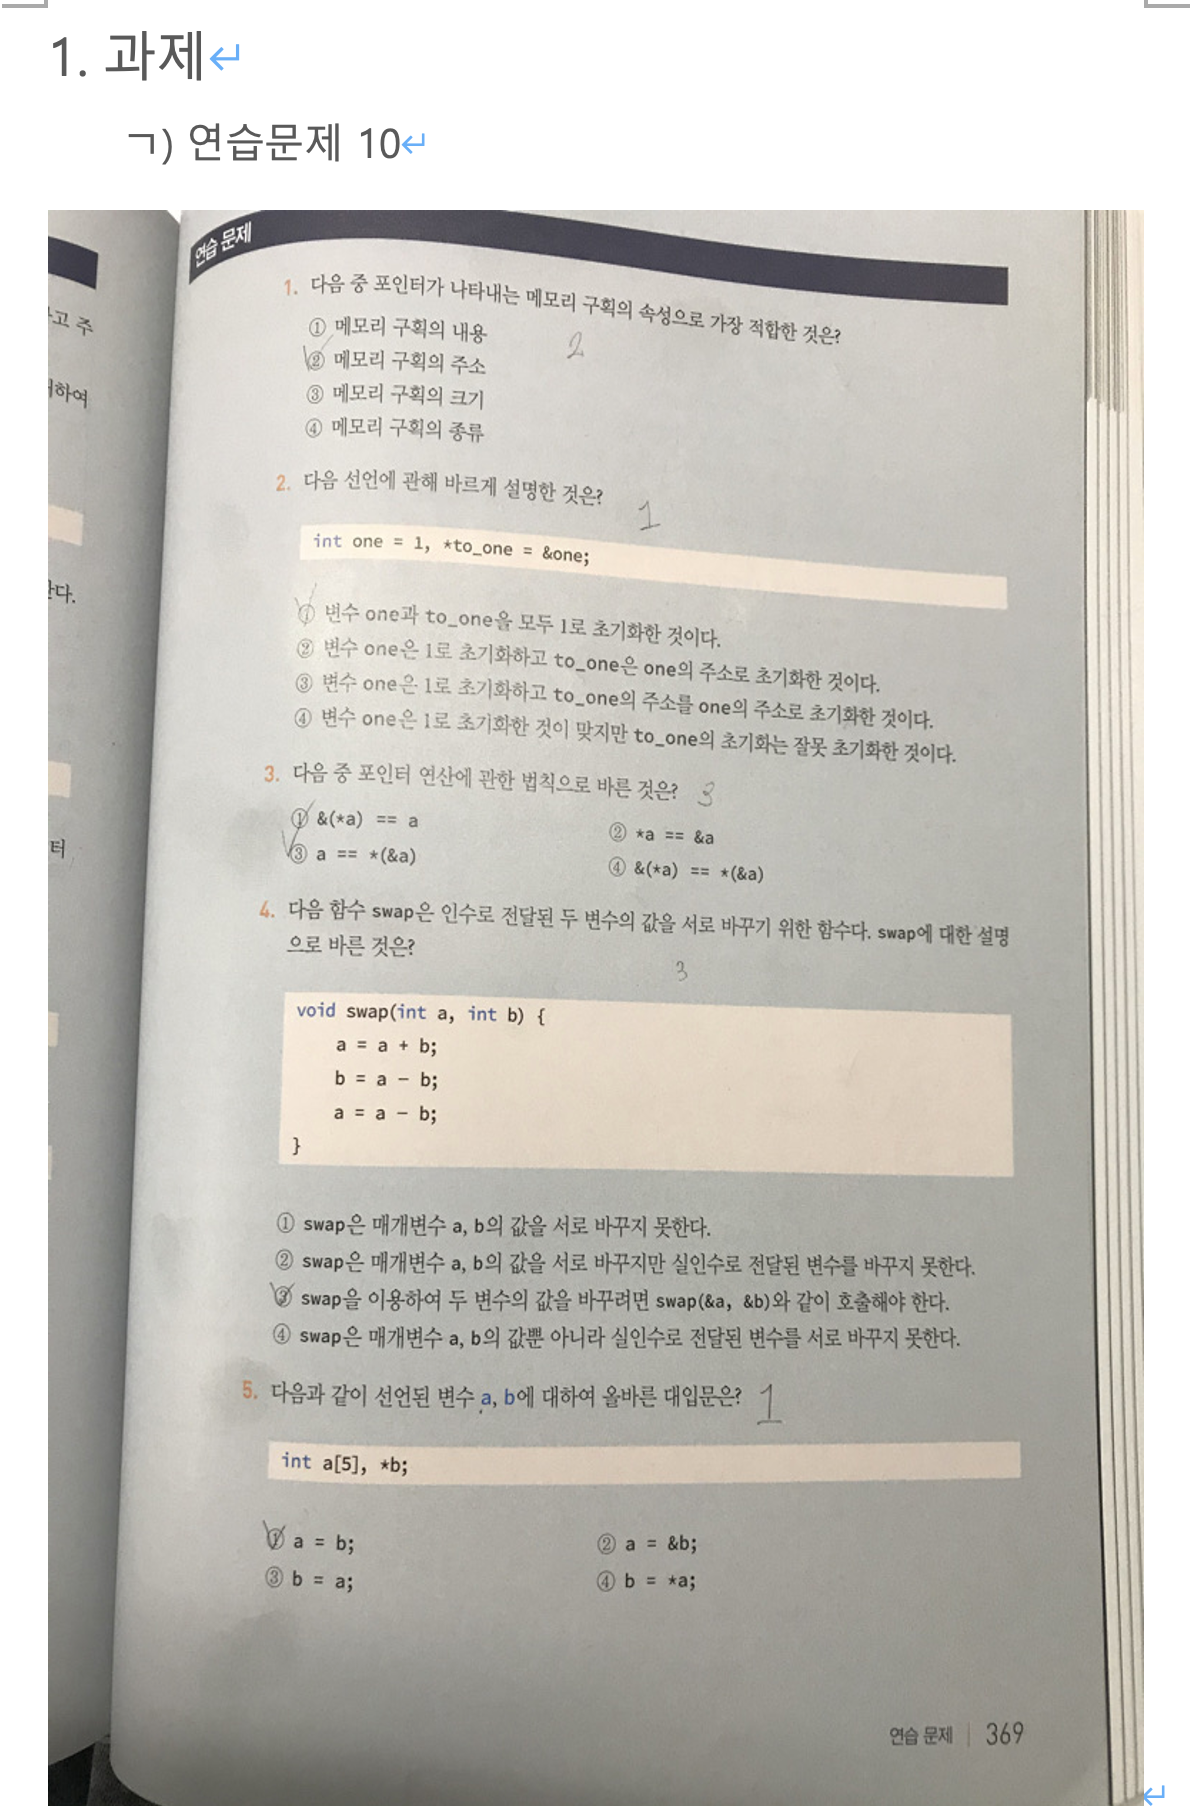 1. 과제↵
ㄱ) 연습문제 10↵
연습 문제
고 주
하여
한다.
터
1. 다음 중 포인터가 나타내는 메모리 구획의 속성으로 가장 적합한 것은?
2
① 메모리 구획의 내용
② 메모리 구획의 주소
③ 메모리 구획의 크기
④ 메모리 구획의 종류
2. 다음 선언에 관해 바르게 설명한 것은?
1
int one = 1, *to_one = &one;
① 변수 one과 to_one을 모두 1로 초기화한 것이다.
② 변수 one은 1로 초기화하고 to_one은 one의 주소로 초기화한 것이다.
③ 변수 one은 1로 초기화하고 to_one의 주소를 one의 주소로 초기화한 것이다.
④ 변수 one은 1로 초기화한 것이 맞지만 to_one의 초기화는 잘못 초기화한 것이다.
3. 다음 중 포인터 연산에 관한 법칙으로 바른 것은? 3
① &(*a) == a
② *a == &a
③ a == *(&a)
④ &(*a) == *(&a)
4. 다음 함수 swap은 인수로 전달된 두 변수의 값을 서로 바꾸기 위한 함수다. swap에 대한 설명
으로 바른 것은?
3
void swap(int a, int b) {
a = a + b;
b = a - b;
a = a - b;
}
① swap은 매개변수 a, b의 값을 서로 바꾸지 못한다.
② swap은 매개변수 a, b의 값을 서로 바꾸지만 실인수로 전달된 변수를 바꾸지 못한다.
③ swap을 이용하여 두 변수의 값을 바꾸려면 swap(&a, &b)와 같이 호출해야 한다.
④ swap은 매개변수 a, b의 값뿐 아니라 실인수로 전달된 변수를 서로 바꾸지 못한다.
5. 다음과 같이 선언된 변수 a, b에 대하여 올바른 대입문은? 1
int a[5], *b;
① a = b;
② a = &b;
③ b = a;
④ b = *a;
연습 문제 | 369
↵